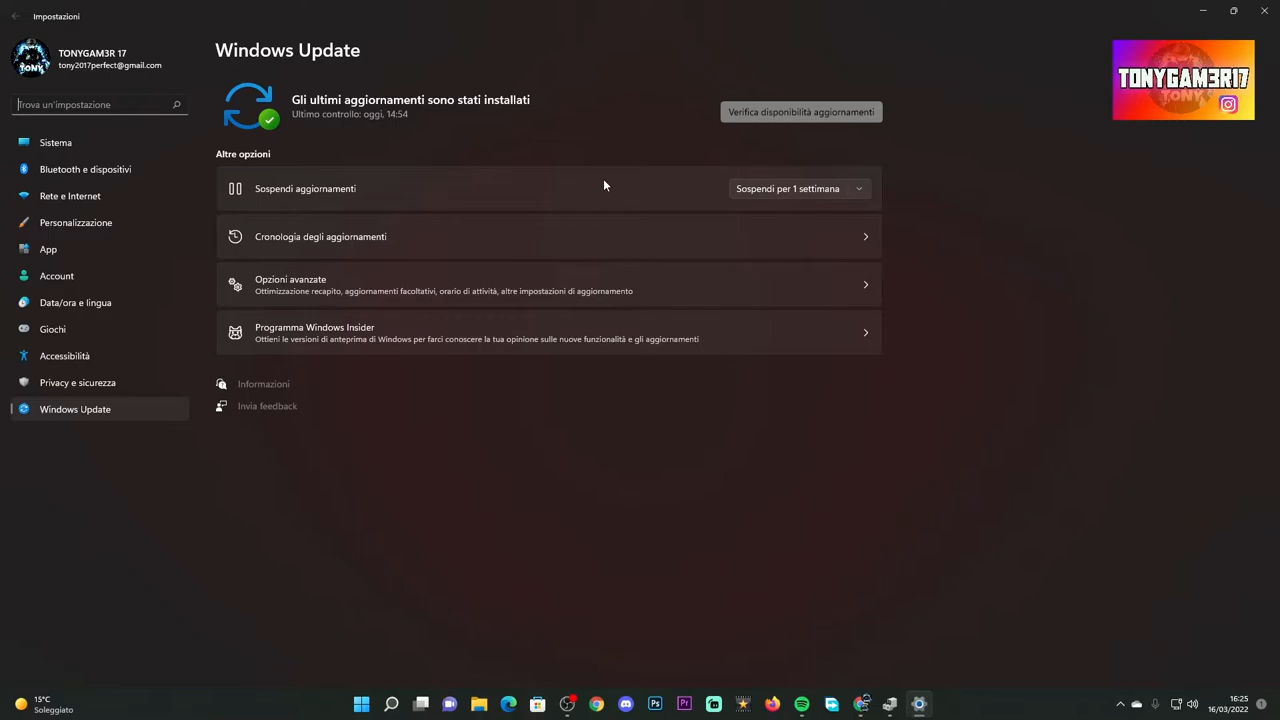 Impostazioni
TONYGAM3R 17
tony2017perfect@gmail.com
Trova un'impostazione
Sistema
Bluetooth e dispositivi
Rete e Internet
Personalizzazione
App
Account
Data/ora e lingua
Giochi
Accessibilità
Privacy e sicurezza
Windows Update
Windows Update
Gli ultimi aggiornamenti sono stati installati
Ultimo controllo: oggi, 14:54
Verifica disponibilità aggiornamenti
Altre opzioni
Sospendi aggiornamenti
Sospendi per 1 settimana
Cronologia degli aggiornamenti
Opzioni avanzate
Ottimizzazione recapito, aggiornamenti facoltativi, orario di attività, altre impostazioni di aggiornamento
Programma Windows Insider
Ottieni le versioni di anteprima di Windows per farci conoscere la tua opinione sulle nuove funzionalità e gli aggiornamenti
Informazioni
Invia feedback
TONYGAM3R17
TONY
15°C
Soleggiato
Ps
Pr
16:25
16/03/2022